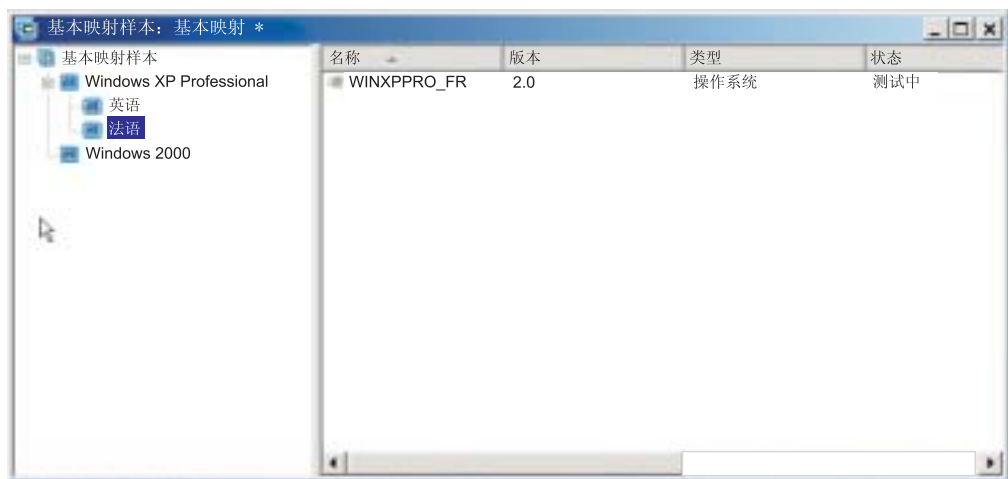 基本映射样本：基本映射 *
基本映射样本
Windows XP Professional
英语
法语
Windows 2000
名称 版本 类型 状态
WINXPPRO_FR 2.0 操作系统 测试中